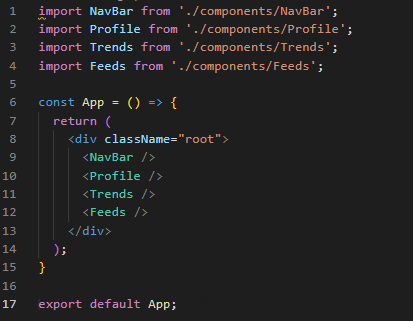 1 import NavBar from './components/NavBar';
2 import Profile from './components/Profile';
3 import Trends from './components/Trends';
4 import Feeds from './components/Feeds';
5
6 const App = () => {
7   return (
8     <div className="root">
9       <NavBar />
10       <Profile />
11       <Trends />
12       <Feeds />
13     </div>
14   );
15 }
16
17 export default App;